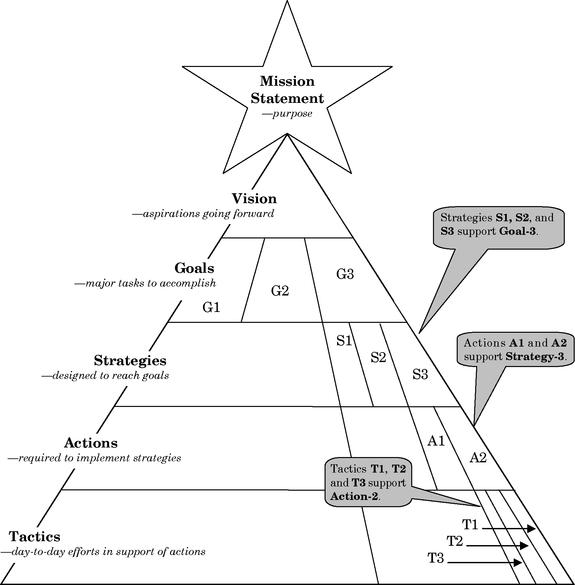 Mission
Statement
—purpose
Vision
—aspirations going forward
Strategies S1, S2, and
S3 support Goal-3.
Goals
—major tasks to accomplish
G1
G2
G3
Actions A1 and A2
support Strategy-3.
Strategies
—designed to reach goals
S1
S2
S3
Actions
—required to implement strategies
A1
A2
Tactics T1, T2
and T3 support
Action-2.
Tactics
—day-to-day efforts in support of actions
T1
T2
T3